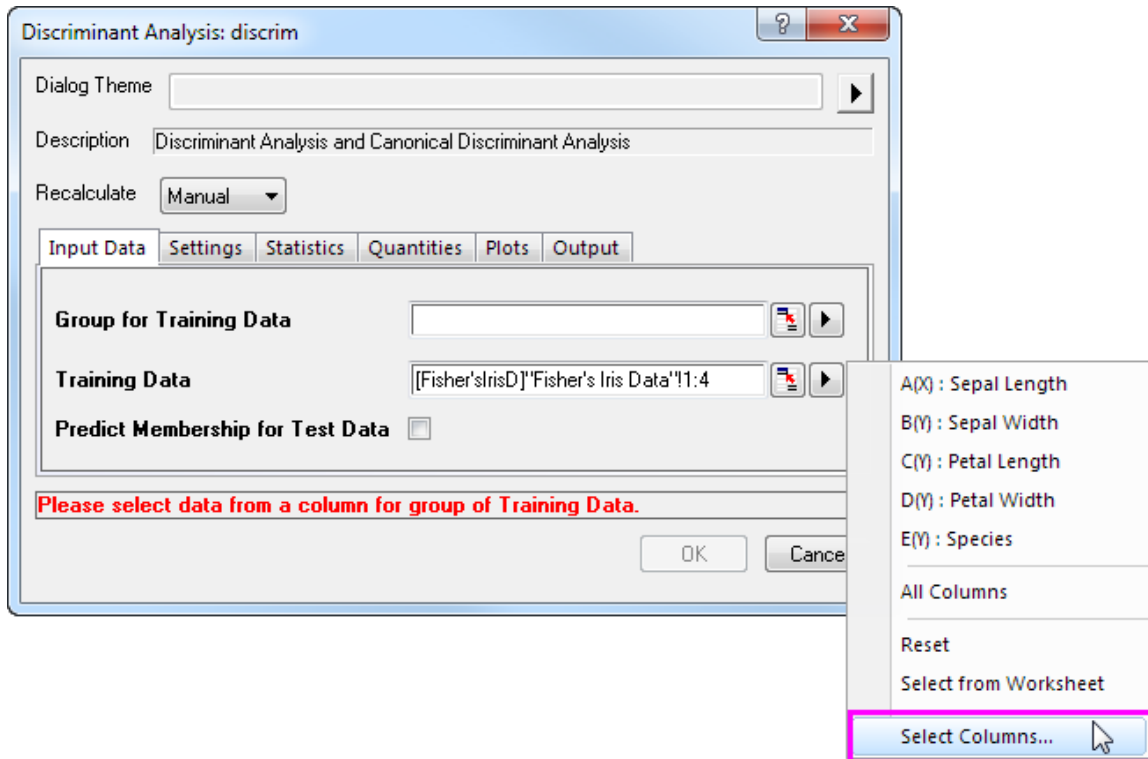 Discriminant Analysis: discrim
Dialog Theme
Description Discriminant Analysis and Canonical Discriminant Analysis
Recalculate Manual
Input Data Settings Statistics Quantities Plots Output
Group for Training Data
Training Data [Fisher'sIrisD]"Fisher's Iris Data"!1:4
Predict Membership for Test Data
Please select data from a column for group of Training Data.
OK Cance
A(X) : Sepal Length
B(Y) : Sepal Width
C(Y) : Petal Length
D(Y) : Petal Width
E(Y) : Species
All Columns
Reset
Select from Worksheet
Select Columns...